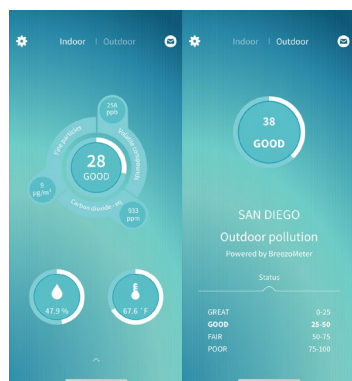 Indoor | Outdoor
258
ppb
Fine particles
Volatile compounds
28
GOOD
9
µg/m³
Carbon dioxide - est
933
ppm
47.9 %
67.6 °F
Indoor | Outdoor
38
GOOD
SAN DIEGO
Outdoor pollution
Powered by BreezoMeter
Status
GREAT 0-25
GOOD 25-50
FAIR 50-75
POOR 75-100